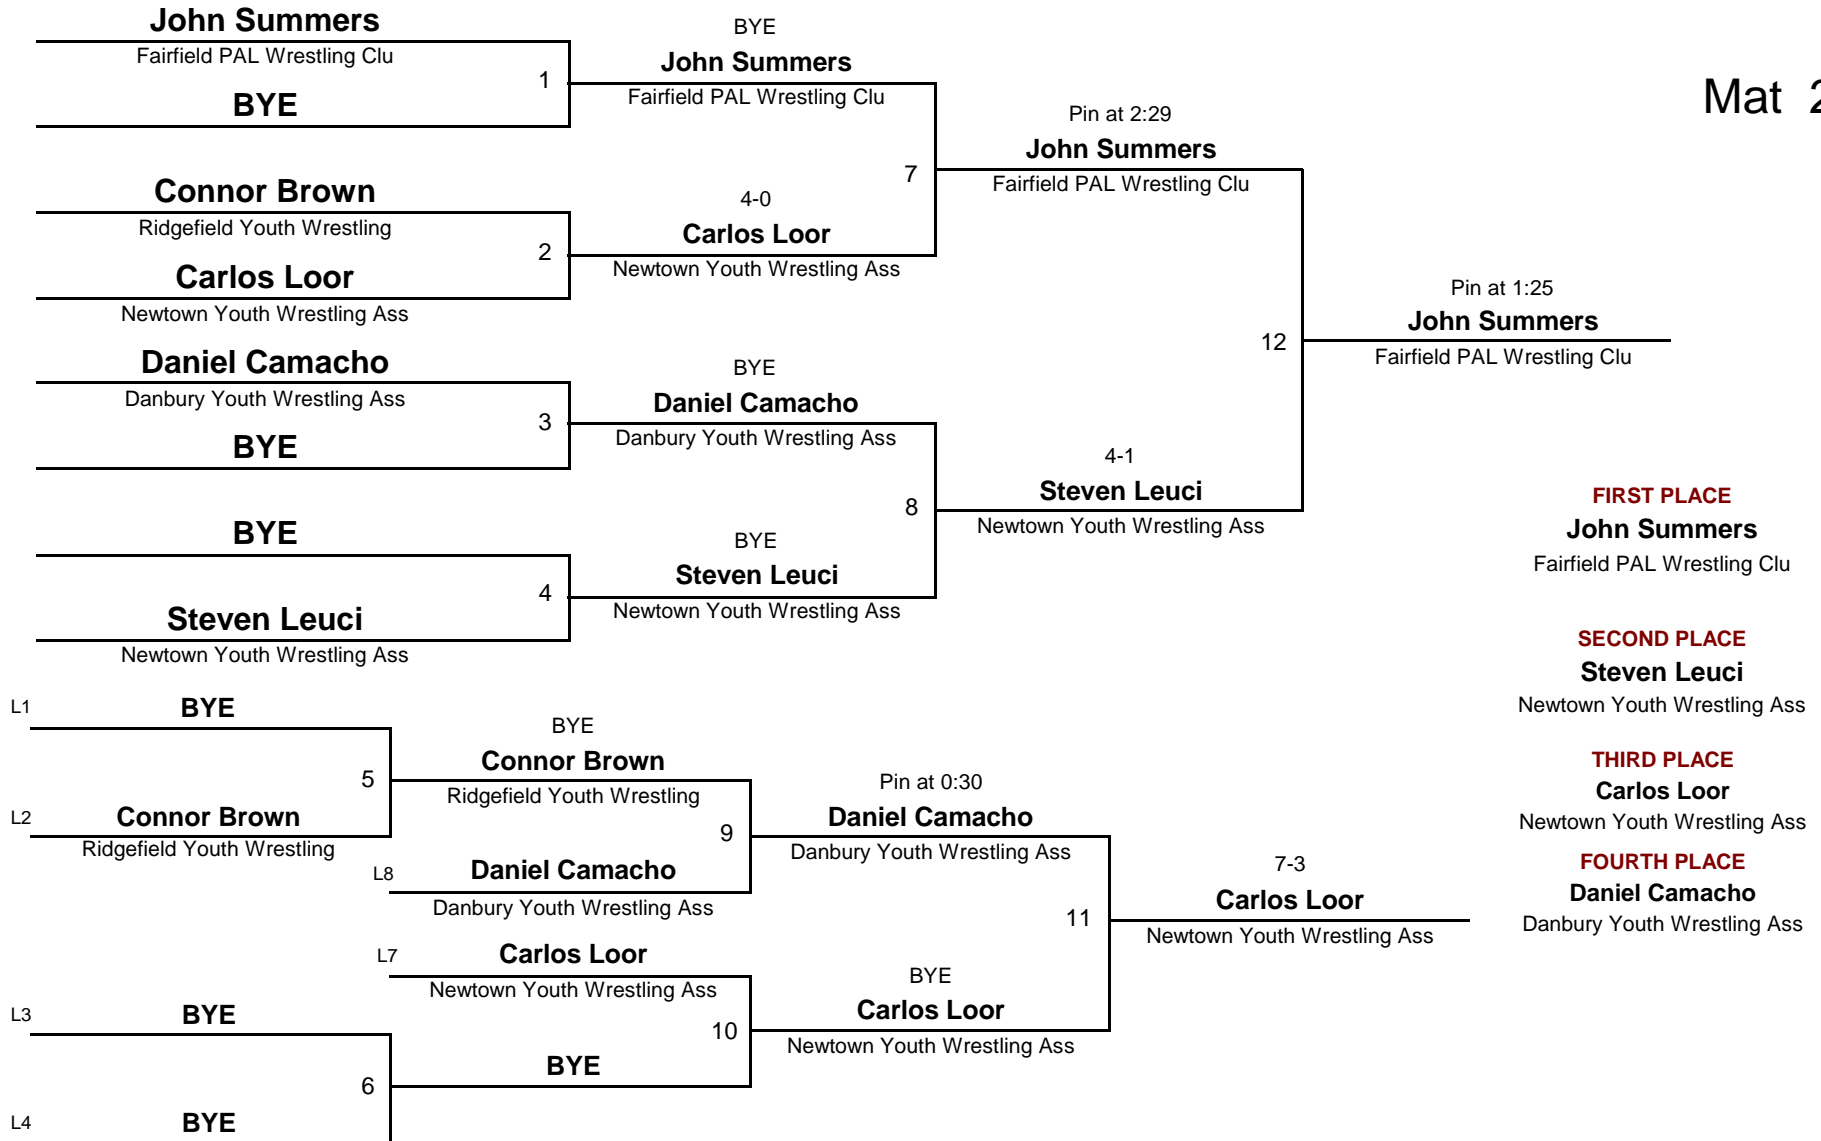 John Summers
Fairfield PAL Wrestling Clu
1
BYE
BYE
John Summers
Fairfield PAL Wrestling Clu
Mat 2
Connor Brown
Ridgefield Youth Wrestling
2
Carlos Loor
Newtown Youth Wrestling Ass
4-0
Carlos Loor
Newtown Youth Wrestling Ass
7
Pin at 2:29
John Summers
Fairfield PAL Wrestling Clu
Daniel Camacho
Danbury Youth Wrestling Ass
3
BYE
BYE
Daniel Camacho
Danbury Youth Wrestling Ass
BYE
4
Steven Leuci
Newtown Youth Wrestling Ass
BYE
Steven Leuci
Newtown Youth Wrestling Ass
8
4-1
Steven Leuci
Newtown Youth Wrestling Ass
12
Pin at 1:25
John Summers
Fairfield PAL Wrestling Clu
FIRST PLACE
John Summers
Fairfield PAL Wrestling Clu
SECOND PLACE
Steven Leuci
Newtown Youth Wrestling Ass
THIRD PLACE
Carlos Loor
Newtown Youth Wrestling Ass
FOURTH PLACE
Daniel Camacho
Danbury Youth Wrestling Ass
L1
BYE
5
L2
Connor Brown
Ridgefield Youth Wrestling
BYE
Connor Brown
Ridgefield Youth Wrestling
9
L8
Daniel Camacho
Danbury Youth Wrestling Ass
Pin at 0:30
Daniel Camacho
Danbury Youth Wrestling Ass
L7
Carlos Loor
Newtown Youth Wrestling Ass
10
BYE
BYE
Carlos Loor
Newtown Youth Wrestling Ass
11
7-3
Carlos Loor
Newtown Youth Wrestling Ass
L3
BYE
6
L4
BYE